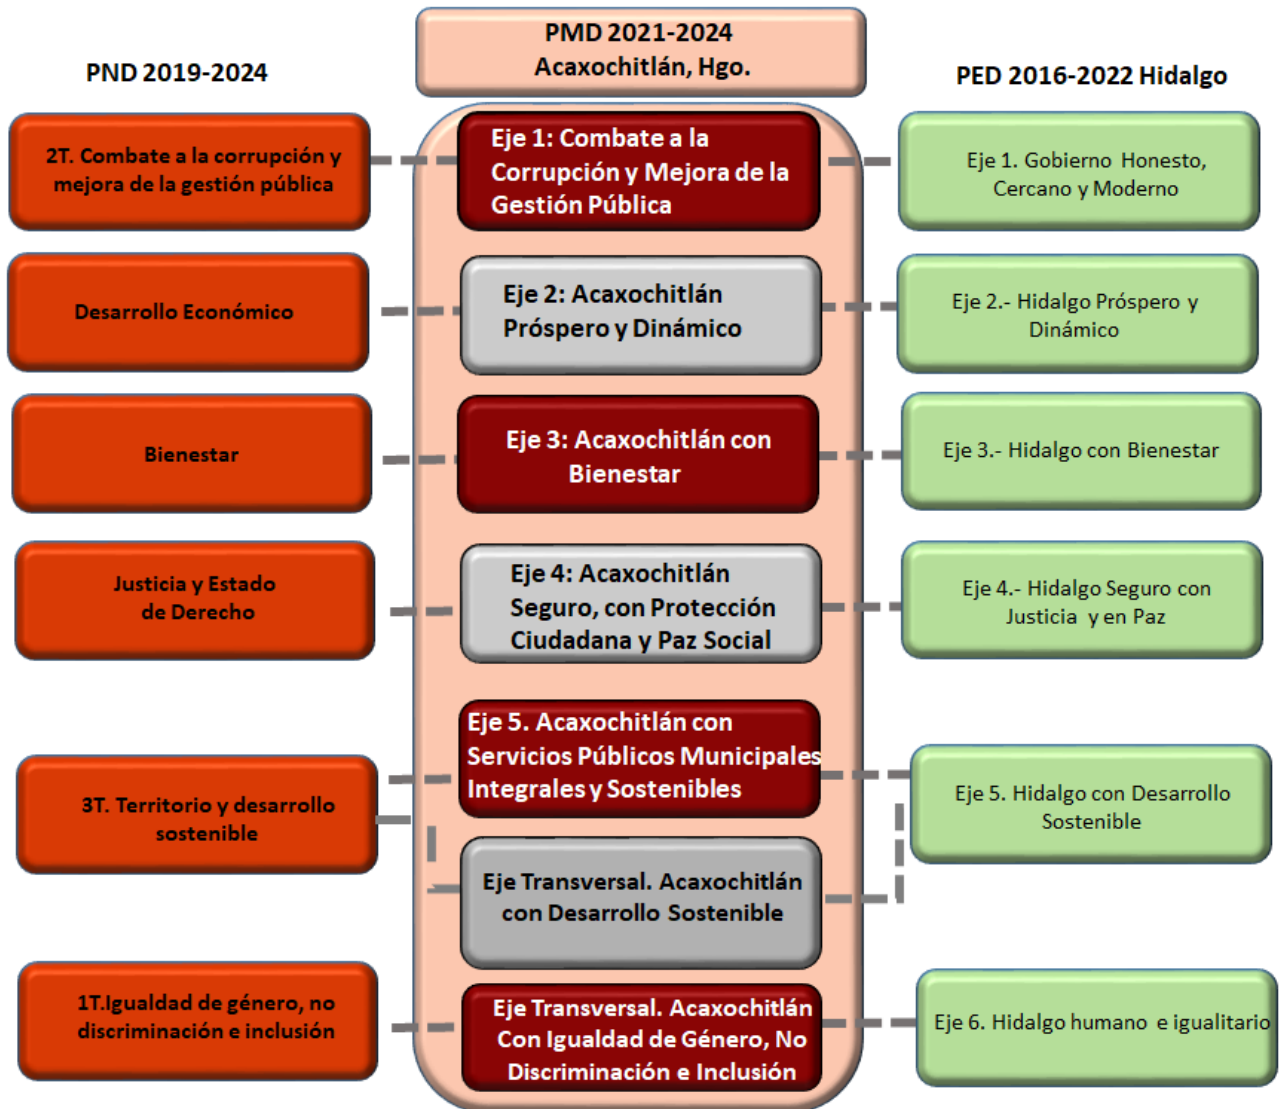 PND 2019-2024
PMD 2021-2024
Acaxochitlán, Hgo.
PED 2016-2022 Hidalgo
2T. Combate a la corrupción y
mejora de la gestión pública
Eje 1: Combate a la
Corrupción y Mejora de la
Gestión Pública
Eje 1. Gobierno Honesto,
Cercano y Moderno
Desarrollo Económico
Eje 2: Acaxochitlán
Próspero y Dinámico
Eje 2.- Hidalgo Próspero y
Dinámico
Bienestar
Eje 3: Acaxochitlán con
Bienestar
Eje 3.- Hidalgo con Bienestar
Justicia y Estado
de Derecho
Eje 4: Acaxochitlán
Seguro, con Protección
Ciudadana y Paz Social
Eje 4.- Hidalgo Seguro con
Justicia y en Paz
3T. Territorio y desarrollo
sostenible
Eje 5. Acaxochitlán con
Servicios Públicos Municipales
Integrales y Sostenibles
Eje 5. Hidalgo con Desarrollo
Sostenible
Eje Transversal. Acaxochitlán
con Desarrollo Sostenible
1T.Igualdad de género, no
discriminación e inclusión
Eje Transversal. Acaxochitlán
Con Igualdad de Género, No
Discriminación e Inclusión
Eje 6. Hidalgo humano e igualitario